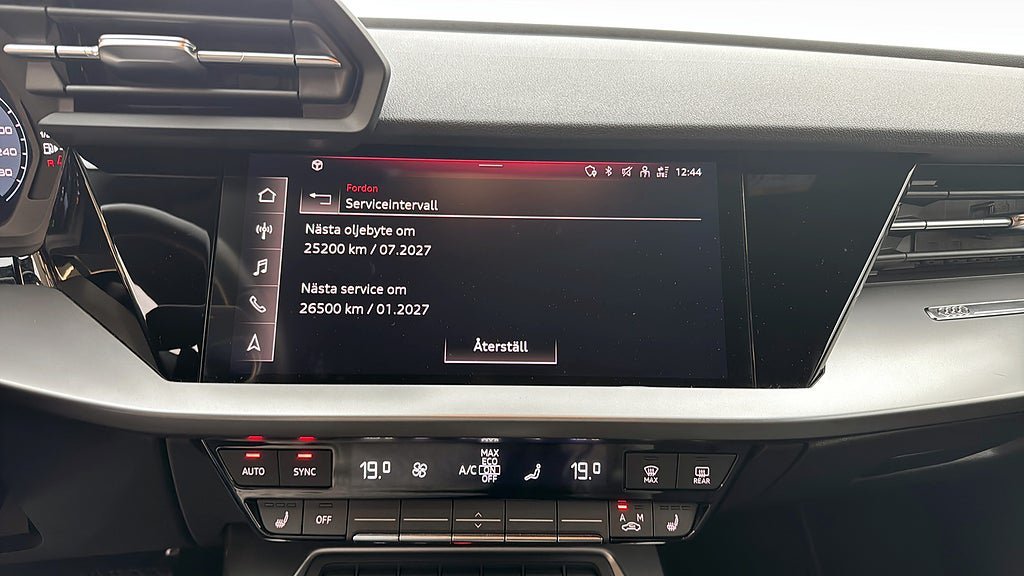 12:44
Fordon
Serviceintervall
Nästa oljebyte om
25200 km / 07.2027
Nästa service om
26500 km / 01.2027
Återställ
240
AUTO
SYNC
19.0
A/C
MAX
ECO
ON
OFF
19.0
MAX
REAR
OFF
A M